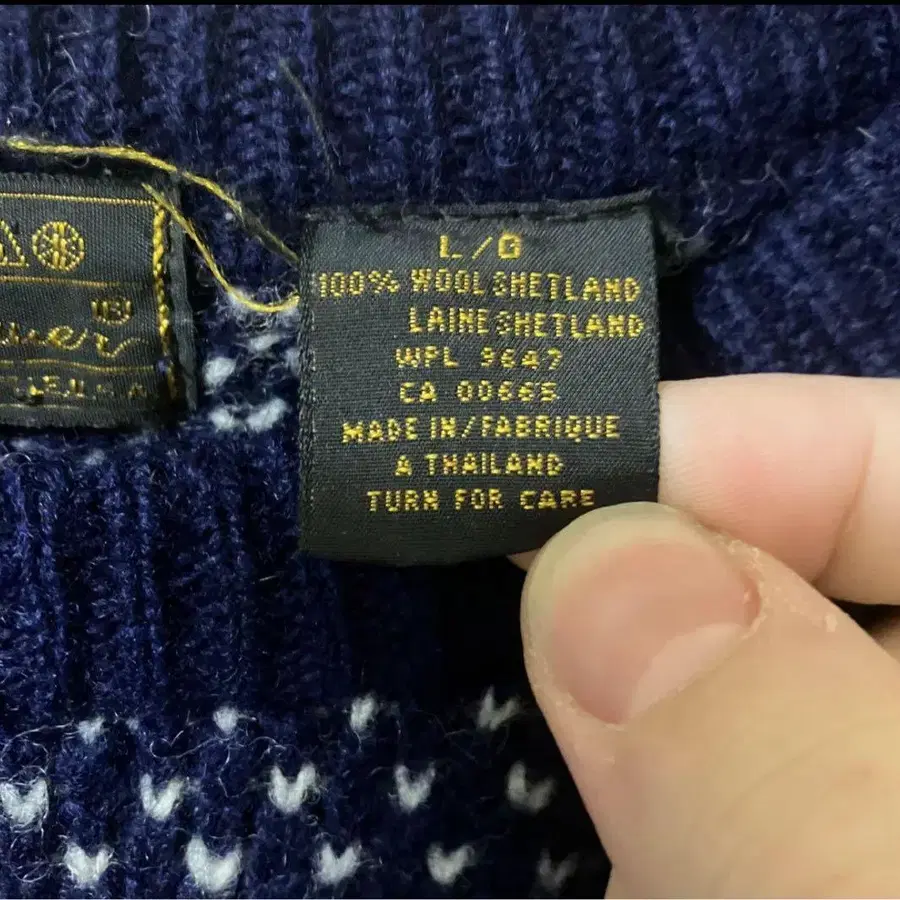 L/G
100% WOOL SHETLAND
LAINE SHETLAND
WPL 9647
CA 00665
MADE IN/FABRIQUE
A THAILAND
TURN FOR CARE